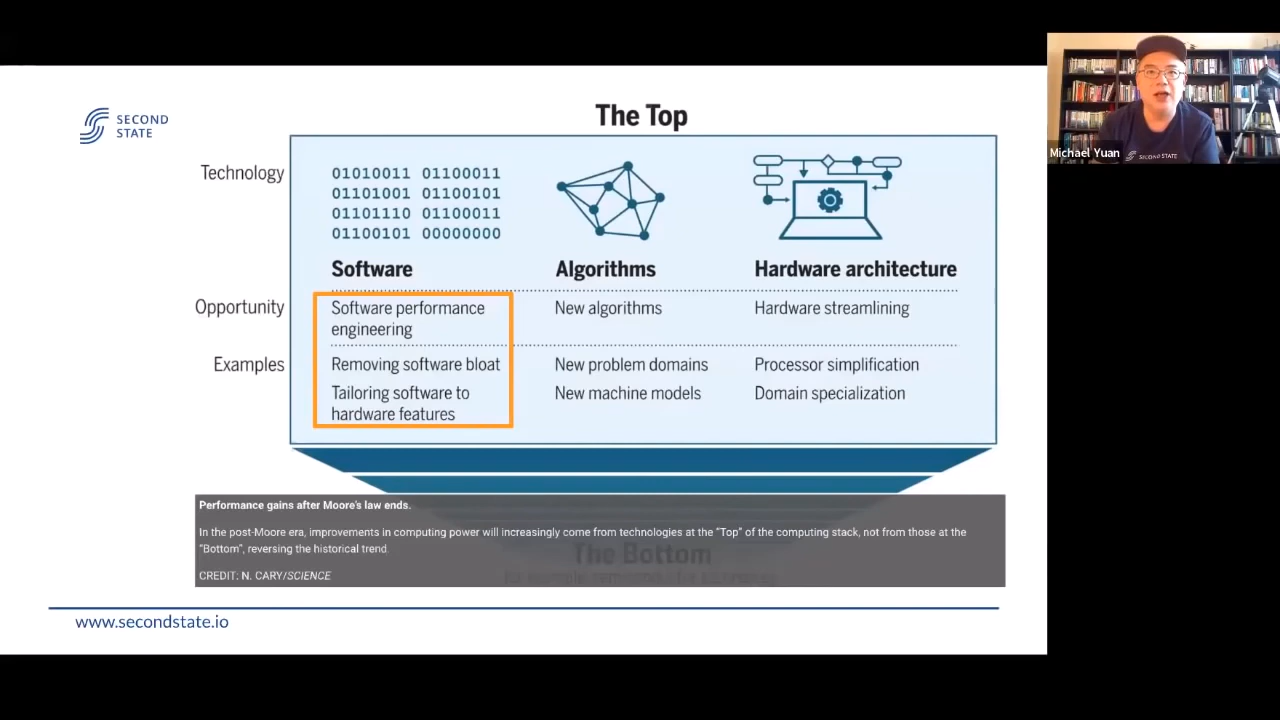 SECOND
STATE
The Top
Technology
01010011 01100011
01101001 01100101
01101110 01100011
01100101 00000000
Software
Algorithms
Hardware architecture
Opportunity
Software performance
engineering
New algorithms
Hardware streamlining
Examples
Removing software bloat
New problem domains
Processor simplification
Tailoring software to
hardware features
New machine models
Domain specialization
Performance gains after Moore's law ends.
In the post-Moore era, improvements in computing power will increasingly come from technologies at the "Top" of the computing stack, not from those at the
"Bottom", reversing the historical trend.
The Bottom
CREDIT: N. CARY/SCIENCE
www.secondstate.io
Michael Yuan
SECOND STATE